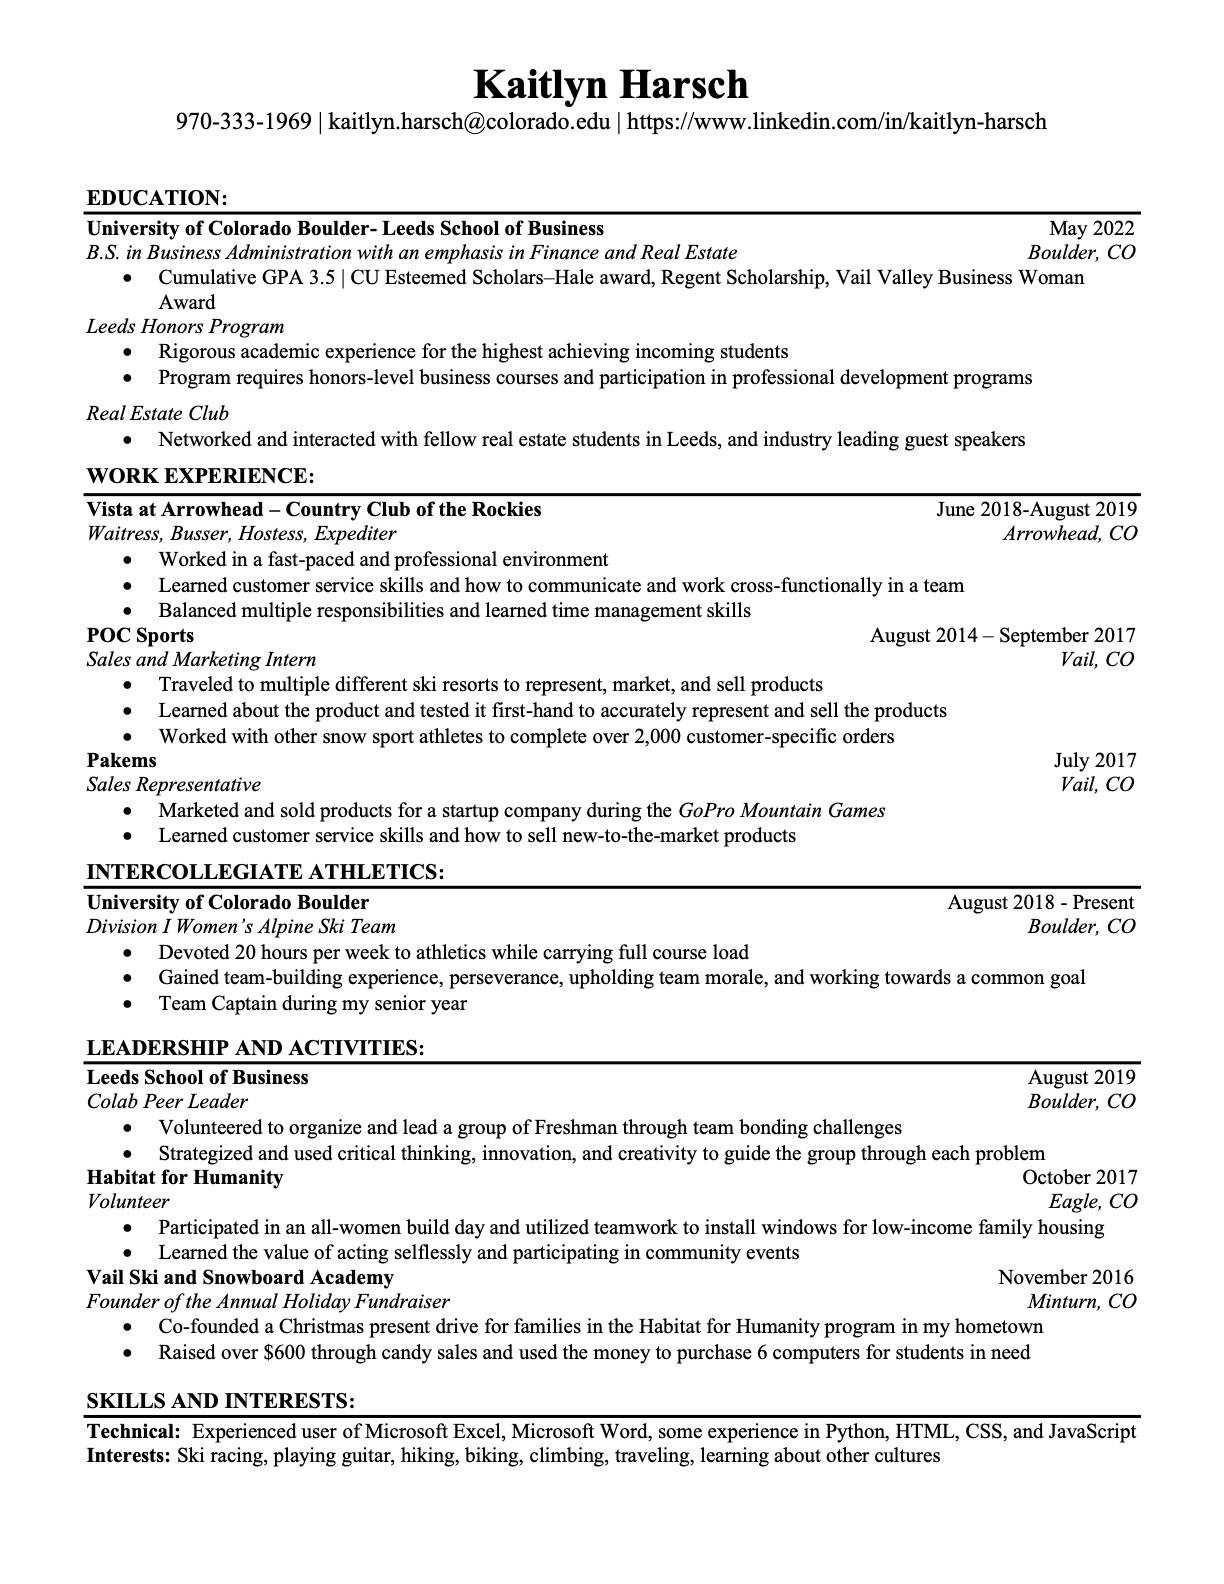 Kaitlyn Harsch
970-333-1969 | kaitlyn.harsch@colorado.edu | https://www.linkedin.com/in/kaitlyn-harsch
EDUCATION:
University of Colorado Boulder- Leeds School of Business May 2022
B.S. in Business Administration with an emphasis in Finance and Real Estate Boulder, CO
• Cumulative GPA 3.5 | CU Esteemed Scholars–Hale award, Regent Scholarship, Vail Valley Business Woman
Award
Leeds Honors Program
• Rigorous academic experience for the highest achieving incoming students
• Program requires honors-level business courses and participation in professional development programs
Real Estate Club
• Networked and interacted with fellow real estate students in Leeds, and industry leading guest speakers
WORK EXPERIENCE:
Vista at Arrowhead – Country Club of the Rockies June 2018-August 2019
Waitress, Busser, Hostess, Expediter Arrowhead, CO
• Worked in a fast-paced and professional environment
• Learned customer service skills and how to communicate and work cross-functionally in a team
• Balanced multiple responsibilities and learned time management skills
POC Sports August 2014 – September 2017
Sales and Marketing Intern Vail, CO
• Traveled to multiple different ski resorts to represent, market, and sell products
• Learned about the product and tested it first-hand to accurately represent and sell the products
• Worked with other snow sport athletes to complete over 2,000 customer-specific orders
Pakems July 2017
Sales Representative Vail, CO
• Marketed and sold products for a startup company during the GoPro Mountain Games
• Learned customer service skills and how to sell new-to-the-market products
INTERCOLLEGIATE ATHLETICS:
University of Colorado Boulder August 2018 - Present
Division I Women’s Alpine Ski Team Boulder, CO
• Devoted 20 hours per week to athletics while carrying full course load
• Gained team-building experience, perseverance, upholding team morale, and working towards a common goal
• Team Captain during my senior year
LEADERSHIP AND ACTIVITIES:
Leeds School of Business August 2019
Colab Peer Leader Boulder, CO
• Volunteered to organize and lead a group of Freshman through team bonding challenges
• Strategized and used critical thinking, innovation, and creativity to guide the group through each problem
Habitat for Humanity October 2017
Volunteer Eagle, CO
• Participated in an all-women build day and utilized teamwork to install windows for low-income family housing
• Learned the value of acting selflessly and participating in community events
Vail Ski and Snowboard Academy November 2016
Founder of the Annual Holiday Fundraiser Minturn, CO
• Co-founded a Christmas present drive for families in the Habitat for Humanity program in my hometown
• Raised over $600 through candy sales and used the money to purchase 6 computers for students in need
SKILLS AND INTERESTS:
Technical: Experienced user of Microsoft Excel, Microsoft Word, some experience in Python, HTML, CSS, and JavaScript
Interests: Ski racing, playing guitar, hiking, biking, climbing, traveling, learning about other cultures